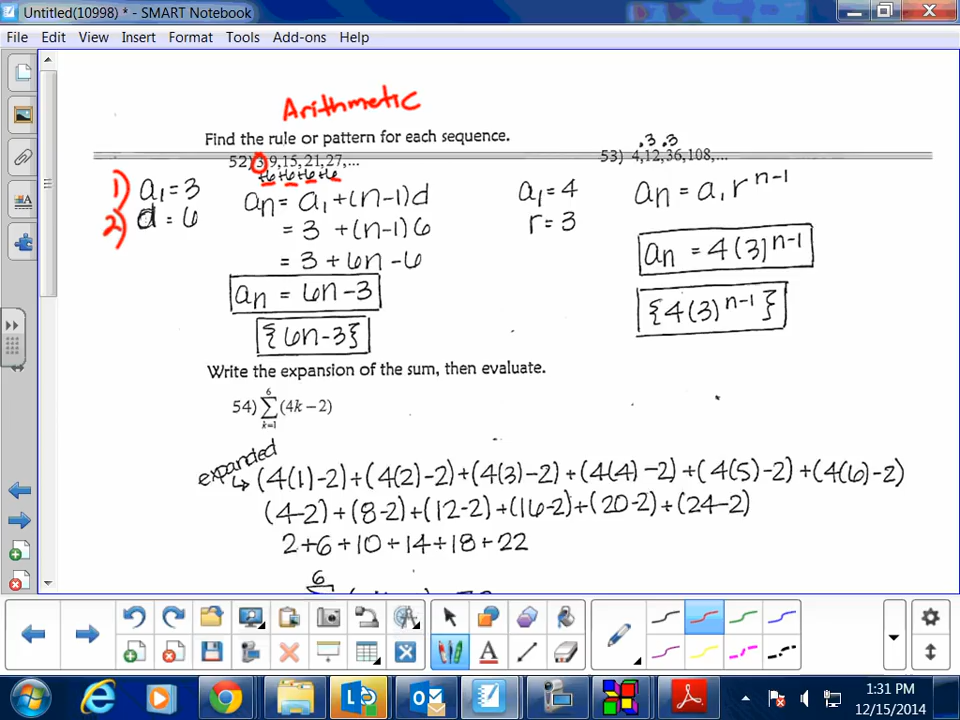 Untitled(10998) * - SMART Notebook
File Edit View Insert Format Tools Add-ons Help
Arithmetic
Find the rule or pattern for each sequence.
52) 3,9,15,21,27,...
+6 +6 +6 +6
1) a₁ = 3
2) d = 6
aₙ = a₁ + (n-1)d
= 3 + (n-1)6
= 3 + 6n - 6
aₙ = 6n - 3
{6n-3}
·3 ·3
53) 4,12,36,108,...
a₁ = 4
r = 3
aₙ = a₁ r^(n-1)
aₙ = 4(3)^(n-1)
{4(3)^(n-1)}
Write the expansion of the sum, then evaluate.
54) ∑_{k=1}^{6} (4k - 2)
expanded
(4(1)-2)+(4(2)-2)+(4(3)-2)+(4(4)-2)+(4(5)-2)+(4(6)-2)
(4-2)+(8-2)+(12-2)+(16-2)+(20-2)+(24-2)
2+6+10+14+18+22
6
1:31 PM
12/15/2014